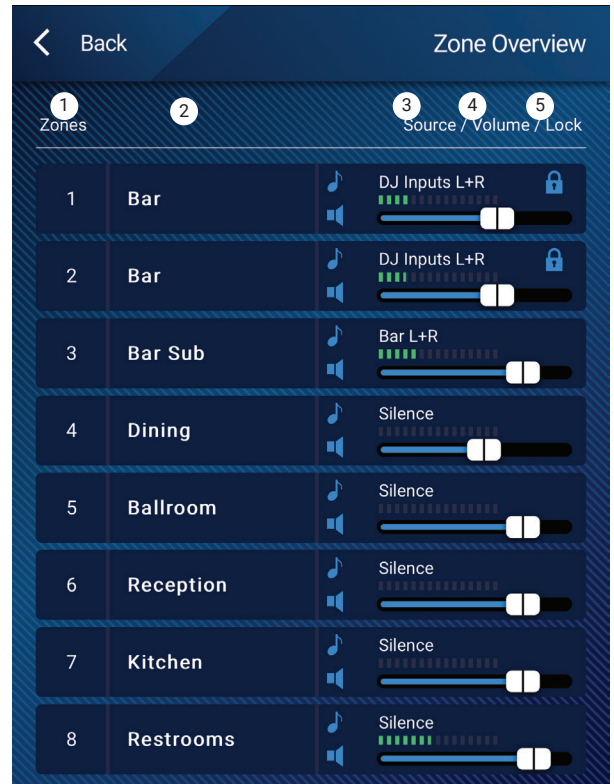 Back
Zone Overview
1 2 3 4 5
Zones
Source / Volume / Lock
1 Bar DJ Inputs L+R
2 Bar DJ Inputs L+R
3 Bar Sub Bar L+R
4 Dining Silence
5 Ballroom Silence
6 Reception Silence
7 Kitchen Silence
8 Restrooms Silence